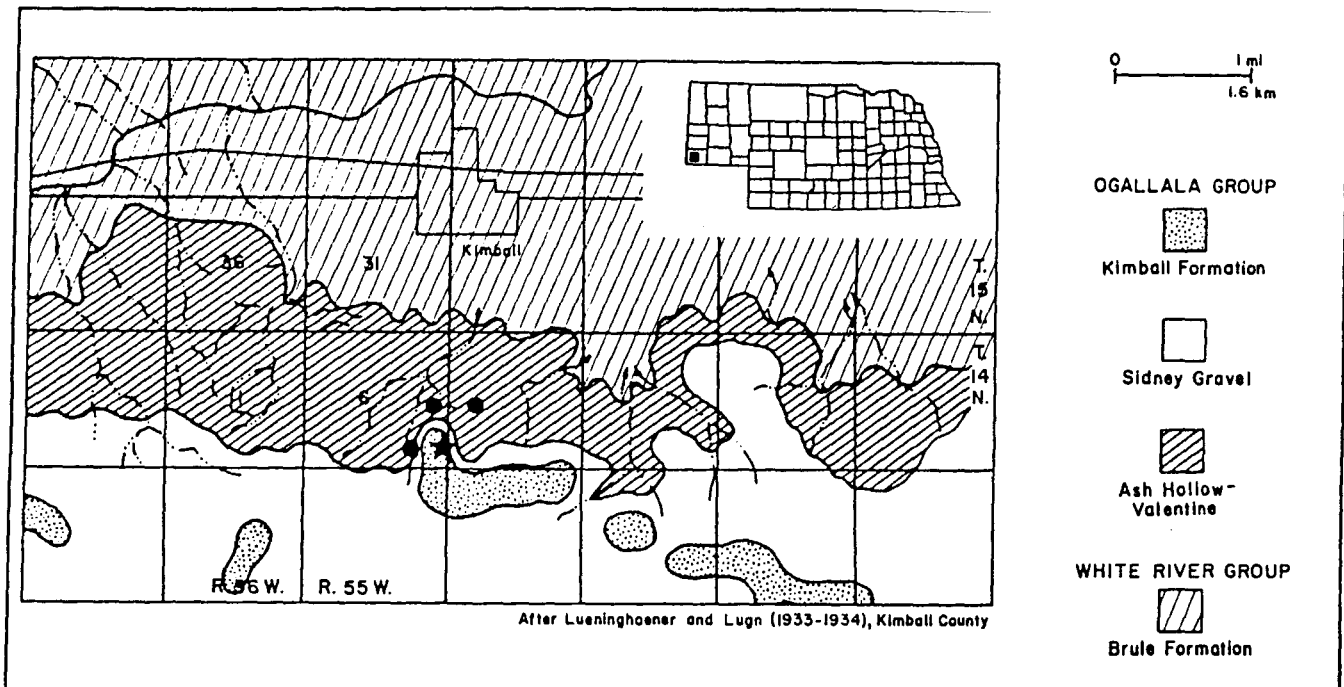 Kimball
36
31
T.
15
N.
T.
14
N.
11
6
R. 56 W.
R. 55 W.
After Lueninghoener and Lugn (1933-1934), Kimball County
0
1 mi
1.6 km
OGALLALA GROUP
Kimball Formation
Sidney Gravel
Ash Hollow-
Valentine
WHITE RIVER GROUP
Brule Formation